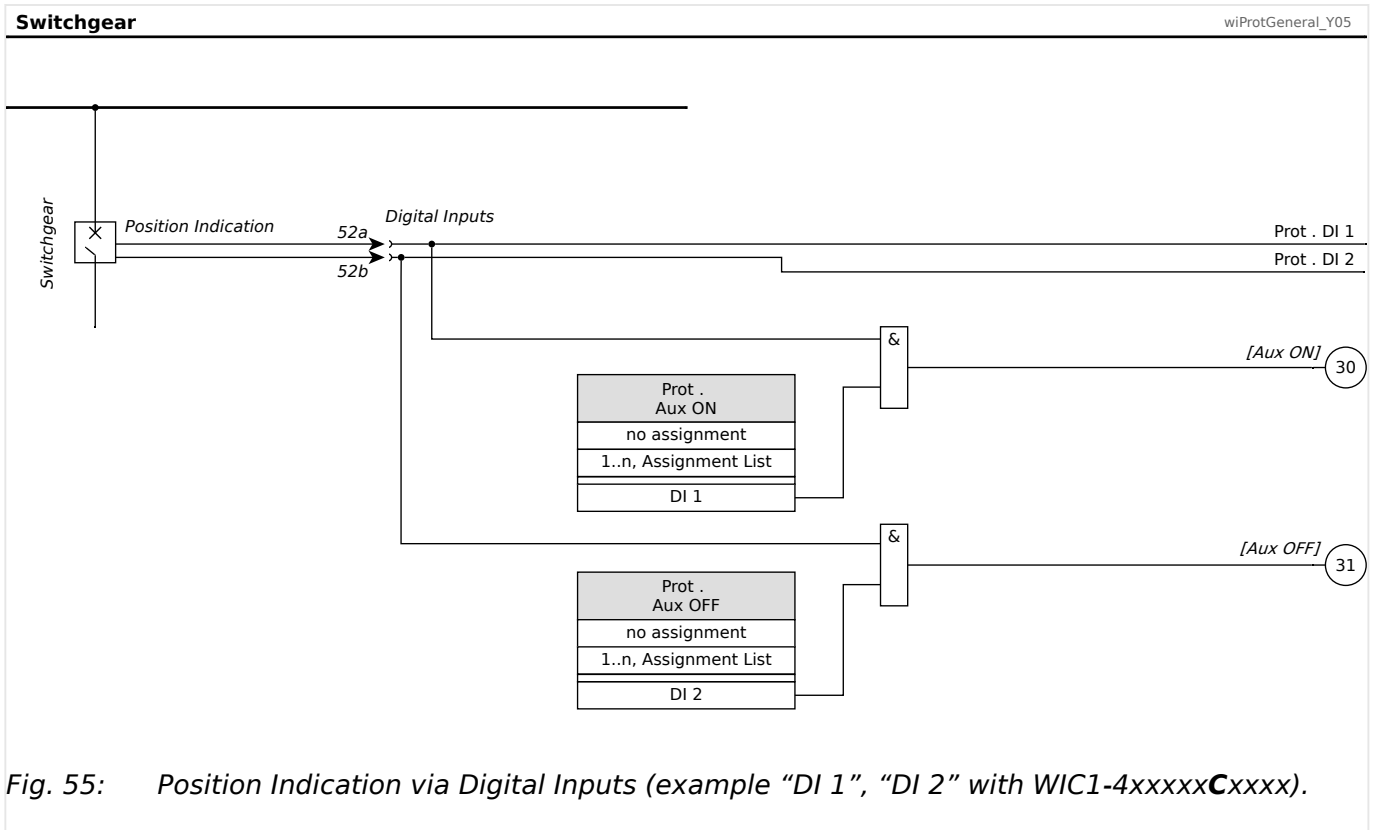 Switchgear
wiProtGeneral_Y05
Switchgear
Position Indication
52a
52b
Digital Inputs
Prot . DI 1
Prot . DI 2
&
[Aux ON]
30
Prot .
Aux ON
no assignment
1..n, Assignment List
DI 1
&
[Aux OFF]
31
Prot .
Aux OFF
no assignment
1..n, Assignment List
DI 2
Fig. 55: Position Indication via Digital Inputs (example “DI 1”, “DI 2” with WIC1-4xxxxxCxxxx).